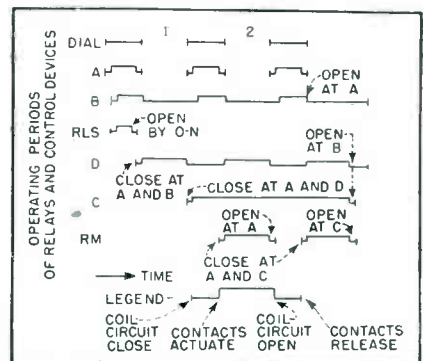 1 2
DIAL
A
OPEN
AT A
B
RLS
OPEN
BY O-N
OPEN
AT B
D
CLOSE AT
A AND B
CLOSE AT A AND D
C
OPEN
AT A
OPEN
AT C
RM
CLOSE AT
A AND C
TIME
LEGEND
COIL
CIRCUIT
CLOSE
CONTACTS
ACTUATE
COIL
CIRCUIT
OPEN
CONTACTS
RELEASE
OPERATING PERIODS
OF RELAYS AND CONTROL DEVICES